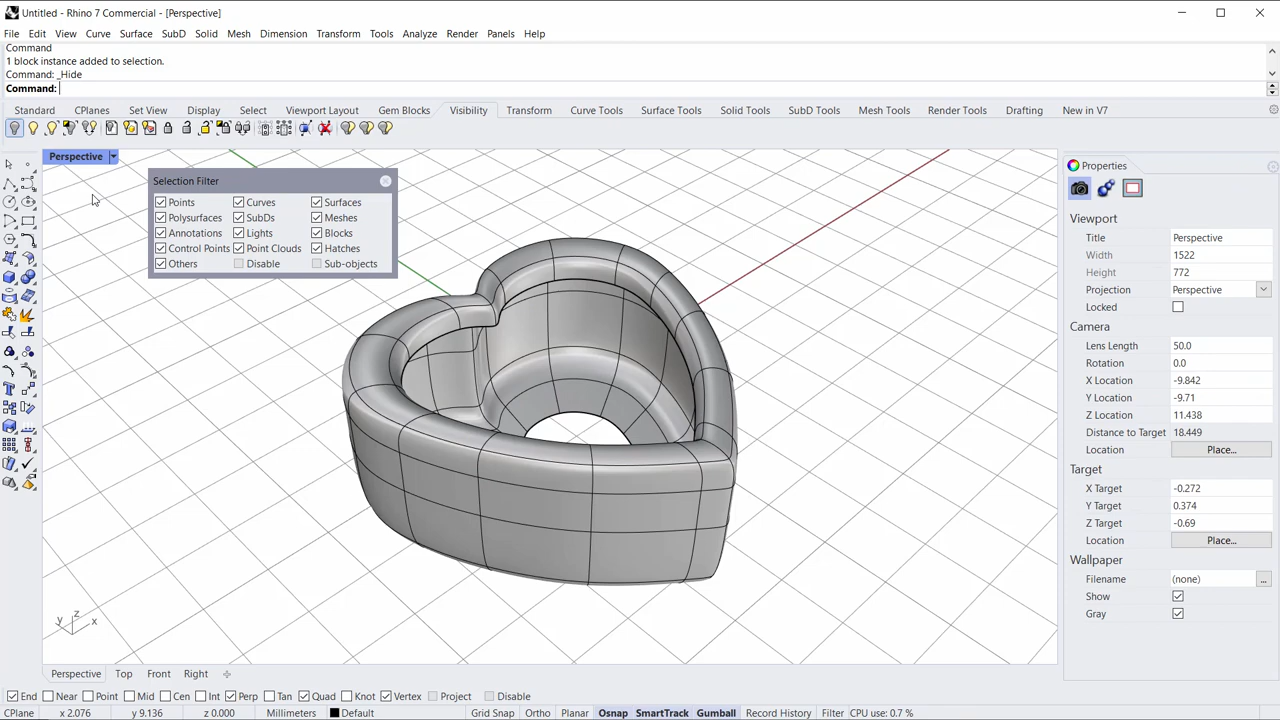 Untitled - Rhino 7 Commercial - [Perspective]
File Edit View Curve Surface SubD Solid Mesh Dimension Transform Tools Analyze Render Panels Help
Command
1 block instance added to selection.
Command: _Hide
Command:
Standard CPlanes Set View Display Select Viewport Layout Gem Blocks Visibility Transform Curve Tools Surface Tools Solid Tools SubD Tools Mesh Tools Render Tools Drafting New in V7
Perspective
Selection Filter
Points Curves Surfaces
Polysurfaces SubDs Meshes
Annotations Lights Blocks
Control Points Point Clouds Hatches
Others Disable Sub-objects
Properties
Viewport
Title Perspective
Width 1522
Height 772
Projection Perspective
Locked
Camera
Lens Length 50.0
Rotation 0.0
X Location -9.842
Y Location -9.71
Z Location 11.438
Distance to Target 18.449
Location Place...
Target
X Target -0.272
Y Target 0.374
Z Target -0.69
Location Place...
Wallpaper
Filename (none) ...
Show
Gray
z
y x
Perspective Top Front Right
End Near Point Mid Cen Int Perp Tan Quad Knot Vertex Project Disable
CPlane x 2.076 y 9.136 z 0.000 Millimeters Default Grid Snap Ortho Planar Osnap SmartTrack Gumball Record History Filter CPU use: 0.7 %